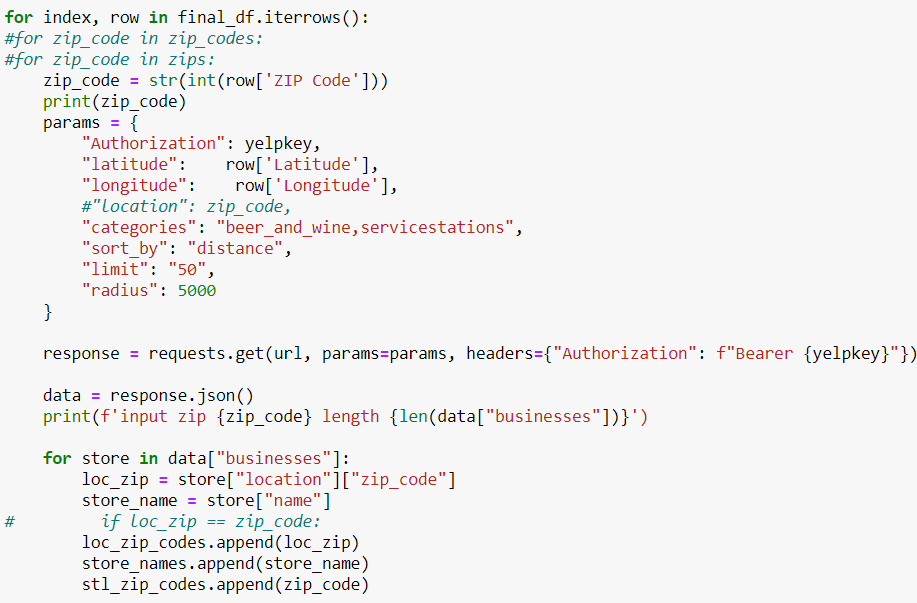 for index, row in final_df.iterrows():
#for zip_code in zip_codes:
#for zip_code in zips:
    zip_code = str(int(row['ZIP Code']))
    print(zip_code)
    params = {
        "Authorization": yelpkey,
        "latitude":    row['Latitude'],
        "longitude":    row['Longitude'],
        #"location": zip_code,
        "categories": "beer_and_wine,servicestations",
        "sort_by": "distance",
        "limit": "50",
        "radius": 5000
    }

    response = requests.get(url, params=params, headers={"Authorization": f"Bearer {yelpkey}"})

    data = response.json()
    print(f'input zip {zip_code} length {len(data["businesses"])}')

    for store in data["businesses"]:
        loc_zip = store["location"]["zip_code"]
        store_name = store["name"]
#         if loc_zip == zip_code:
        loc_zip_codes.append(loc_zip)
        store_names.append(store_name)
        stl_zip_codes.append(zip_code)